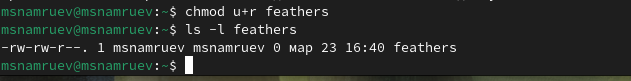 msnamruev@msnamruev:~$ chmod u+r feathers
msnamruev@msnamruev:~$ ls -l feathers
-rw-rw-r--. 1 msnamruev msnamruev 0 мар 23 16:40 feathers
msnamruev@msnamruev:~$